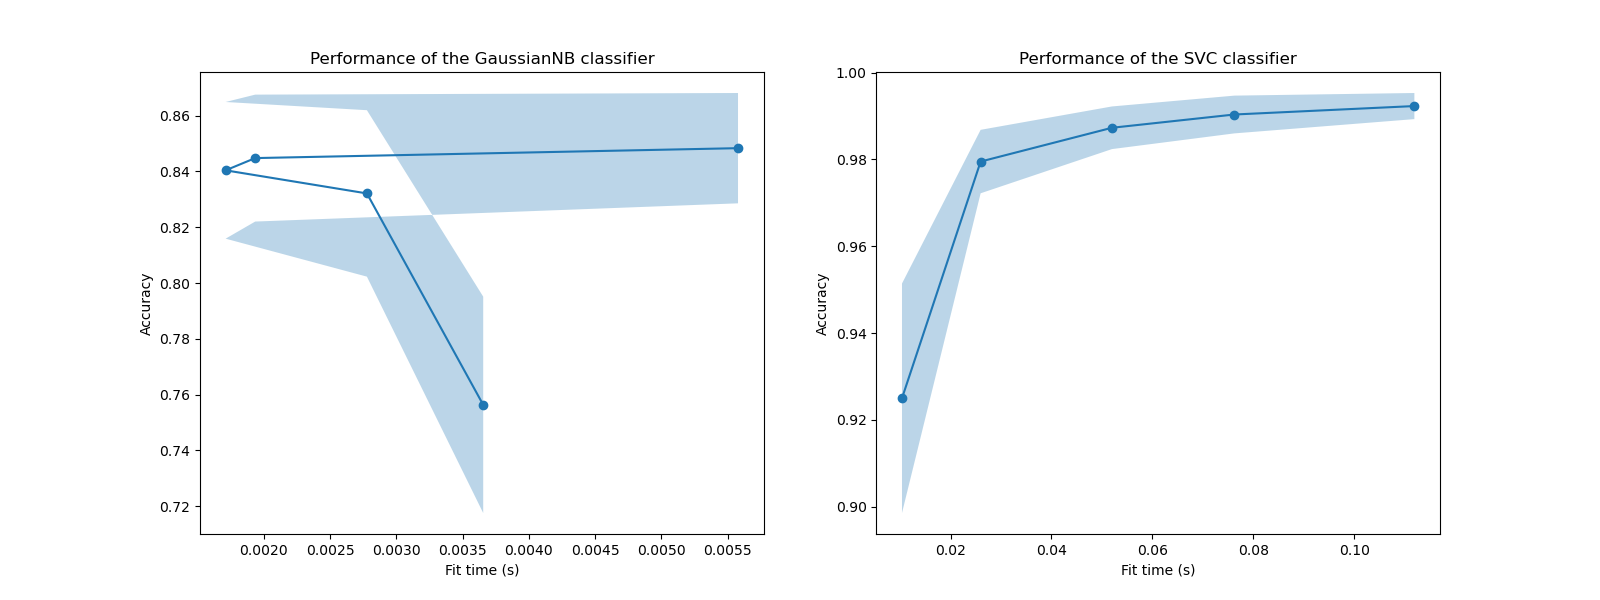 Performance of the GaussianNB classifier
Accuracy
0.86
0.84
0.82
0.80
0.78
0.76
0.74
0.72
0.0020 0.0025 0.0030 0.0035 0.0040 0.0045 0.0050 0.0055
Fit time (s)
Performance of the SVC classifier
Accuracy
1.00
0.98
0.96
0.94
0.92
0.90
0.02 0.04 0.06 0.08 0.10
Fit time (s)